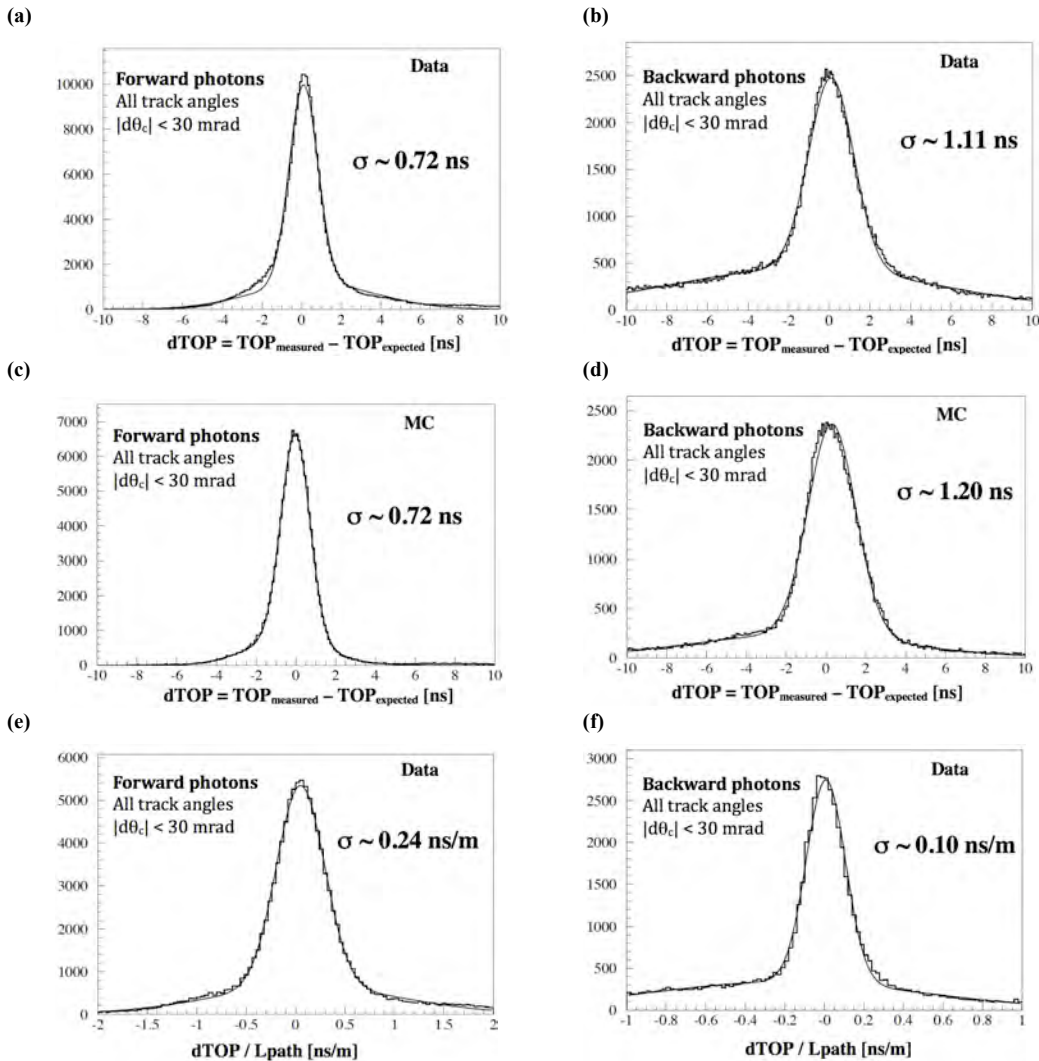 (a)
Forward photons
All track angles
|dθc| < 30 mrad
Data
σ ~ 0.72 ns
10000
8000
6000
4000
2000
0
-10 -8 -6 -4 -2 0 2 4 6 8 10
dTOP = TOPmeasured – TOPexpected [ns]
(b)
Backward photons
All track angles
|dθc| < 30 mrad
Data
σ ~ 1.11 ns
2500
2000
1500
1000
500
0
-10 -8 -6 -4 -2 0 2 4 6 8 10
dTOP = TOPmeasured – TOPexpected [ns]
(c)
Forward photons
All track angles
|dθc| < 30 mrad
MC
σ ~ 0.72 ns
7000
6000
5000
4000
3000
2000
1000
0
-10 -8 -6 -4 -2 0 2 4 6 8 10
dTOP = TOPmeasured – TOPexpected [ns]
(d)
Backward photons
All track angles
|dθc| < 30 mrad
MC
σ ~ 1.20 ns
2500
2000
1500
1000
500
0
-10 -8 -6 -4 -2 0 2 4 6 8 10
dTOP = TOPmeasured – TOPexpected [ns]
(e)
Forward photons
All track angles
|dθc| < 30 mrad
Data
σ ~ 0.24 ns/m
6000
5000
4000
3000
2000
1000
0
-2 -1.5 -1 -0.5 0 0.5 1 1.5 2
dTOP / Lpath [ns/m]
(f)
Backward photons
All track angles
|dθc| < 30 mrad
Data
σ ~ 0.10 ns/m
3000
2500
2000
1500
1000
500
0
-1 -0.8 -0.6 -0.4 -0.2 -0 0.2 0.4 0.6 0.8 1
dTOP / Lpath [ns/m]